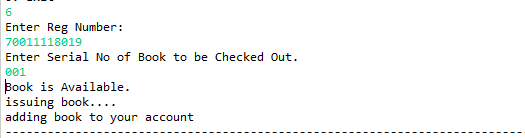 6
Enter Reg Number:
70011118019
Enter Serial No of Book to be Checked Out.
001
Book is Available.
issuing book....
adding book to your account
--------------------------------------------------------------------------